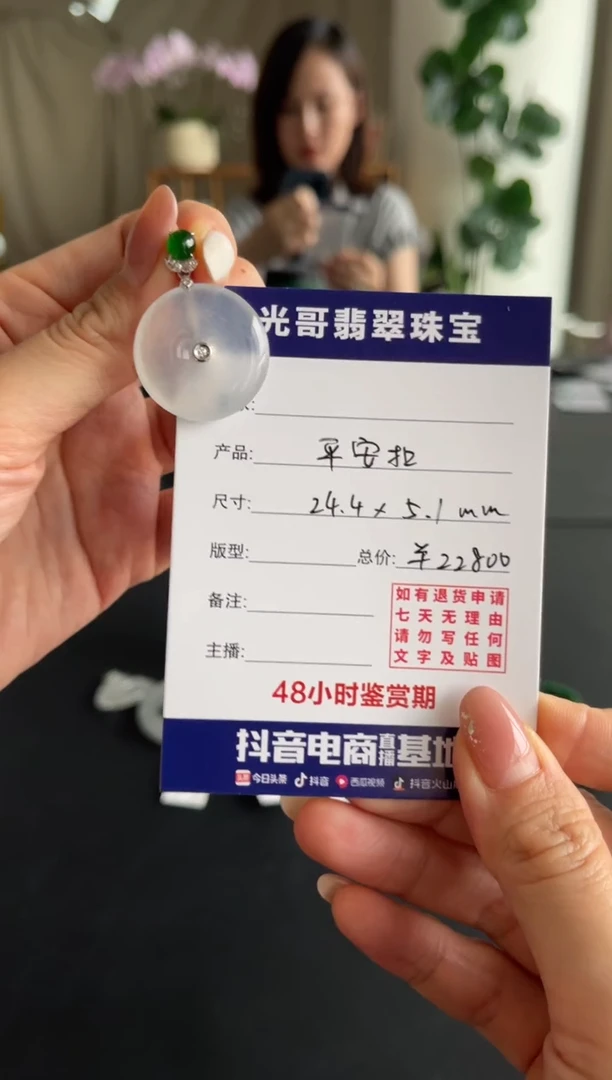 光哥翡翠珠宝
产品: 平安扣
尺寸: 24.4 x 5.1 mm
版型: 总价: ¥22800
备注:
如有退货申请
七天无理由
请勿写任何
文字及贴图
主播:
48小时鉴赏期
抖音电商直播基地
今日头条 抖音 西瓜视频 抖音火山